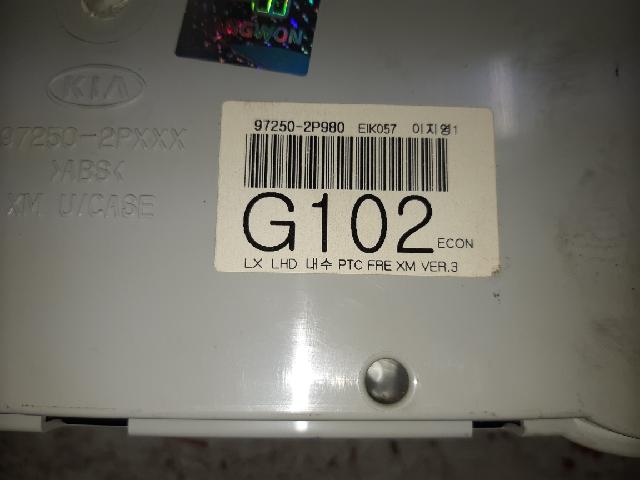 KIA
97250-2PXXX
>ABS<
XM U/CASE
97250-2P980 EIK057 이지영1
G102 ECON
LX LHD 내수 PTC FRE XM VER.3